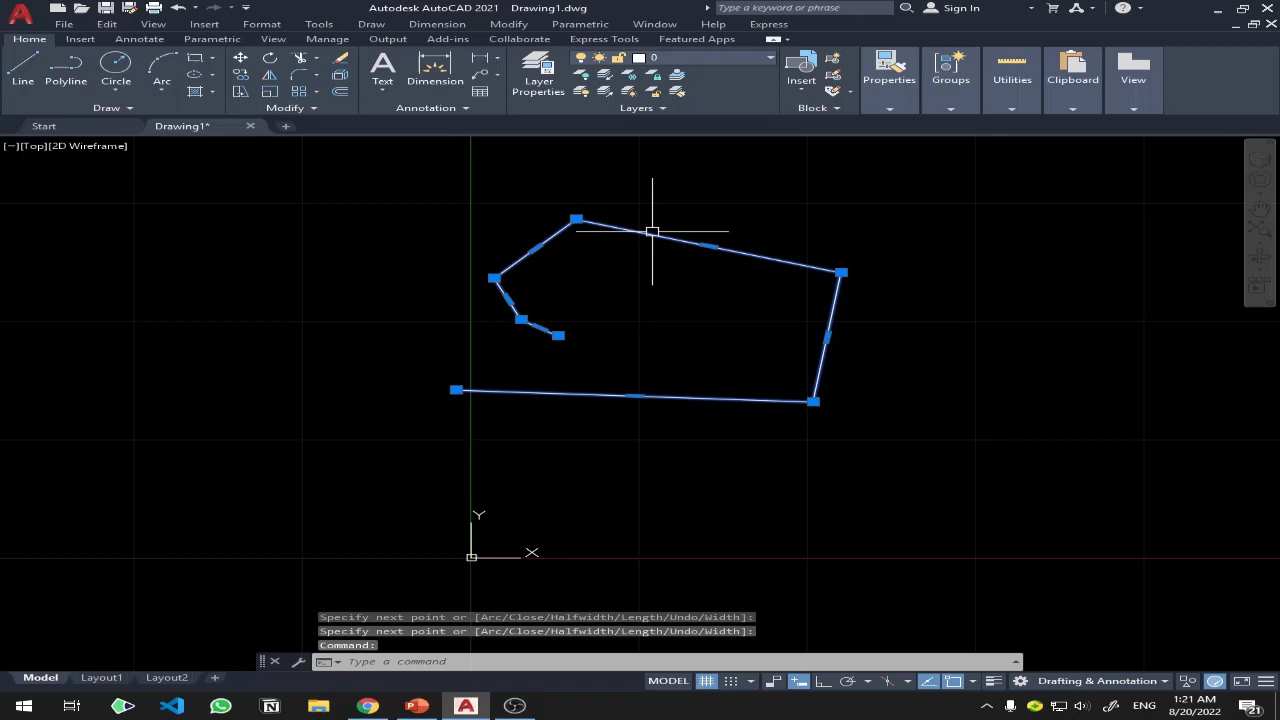 Autodesk AutoCAD 2021 Drawing1.dwg
Type a keyword or phrase
Sign In
File Edit View Insert Format Tools Draw Dimension Modify Parametric Window Help Express
Home Insert Annotate Parametric View Manage Output Add-ins Collaborate Express Tools Featured Apps
0
Line Polyline Circle Arc Text Dimension Layer Properties Insert Properties Groups Utilities Clipboard View
Draw Modify Annotation Layers Block
Start Drawing1*
[−][Top][2D Wireframe]
Y
X
Specify next point or [Arc/Close/Halfwidth/Length/Undo/Width]:
Specify next point or [Arc/Close/Halfwidth/Length/Undo/Width]:
Command:
Type a command
Model Layout1 Layout2
MODEL
Drafting & Annotation
ENG
1:21 AM
8/20/2022
21